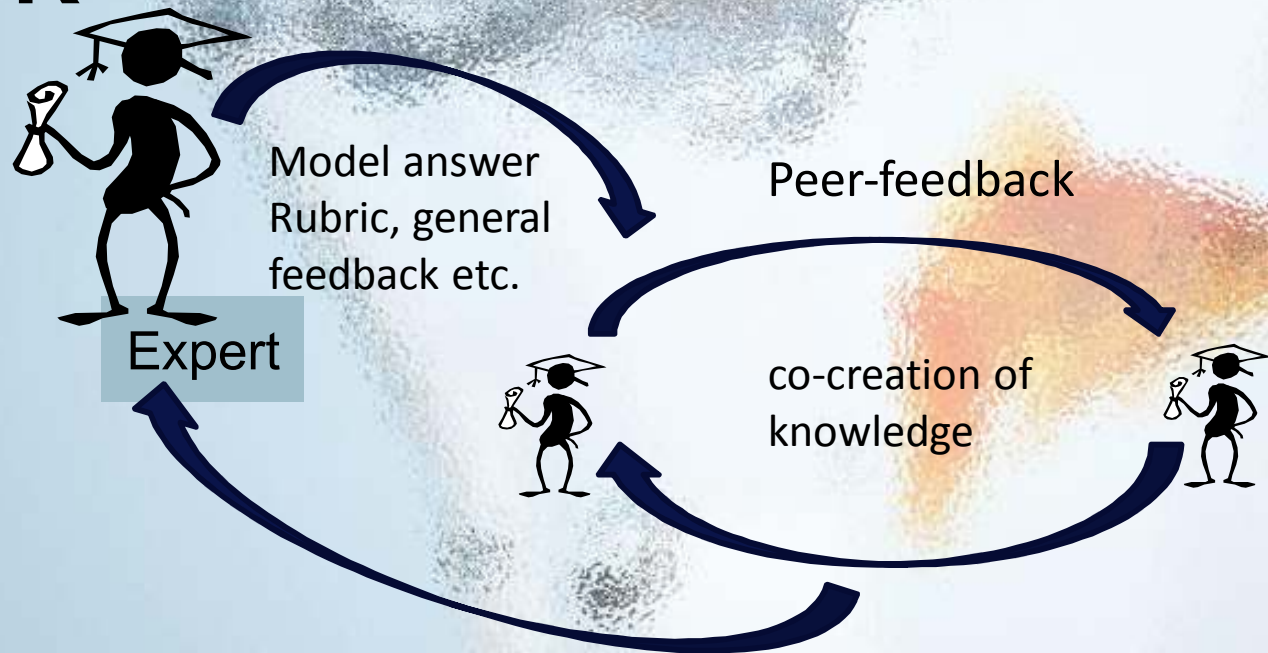 Model answer
Rubric, general
feedback etc.
Peer-feedback
Expert
co-creation of
knowledge